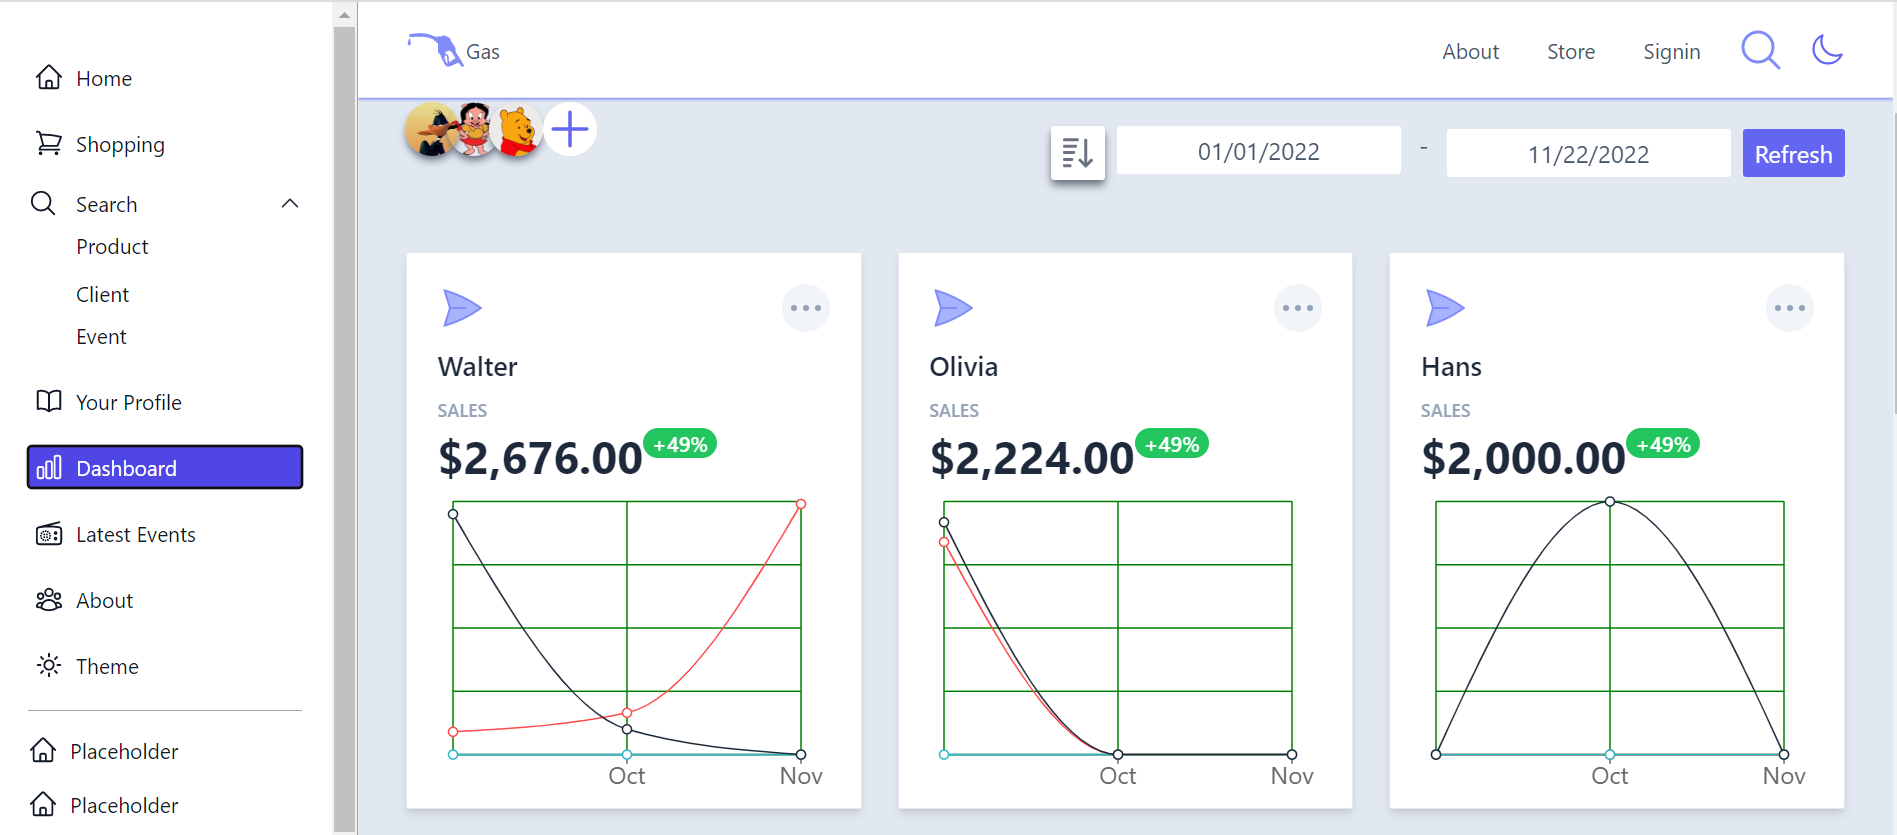 Home
Shopping
Search
Product
Client
Event
Your Profile
Dashboard
Latest Events
About
Theme
Placeholder
Placeholder
Gas
About Store Signin
01/01/2022 - 11/22/2022 Refresh
Walter
SALES
$2,676.00 +49%
Oct Nov
Olivia
SALES
$2,224.00 +49%
Oct Nov
Hans
SALES
$2,000.00 +49%
Oct Nov